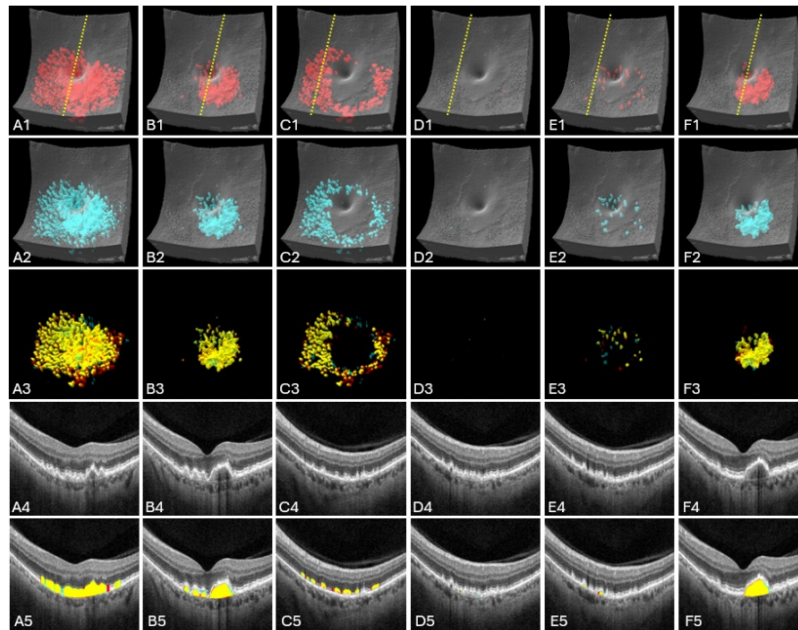 A1 B1 C1 D1 E1 F1
A2 B2 C2 D2 E2 F2
A3 B3 C3 D3 E3 F3
A4 B4 C4 D4 E4 F4
A5 B5 C5 D5 E5 F5